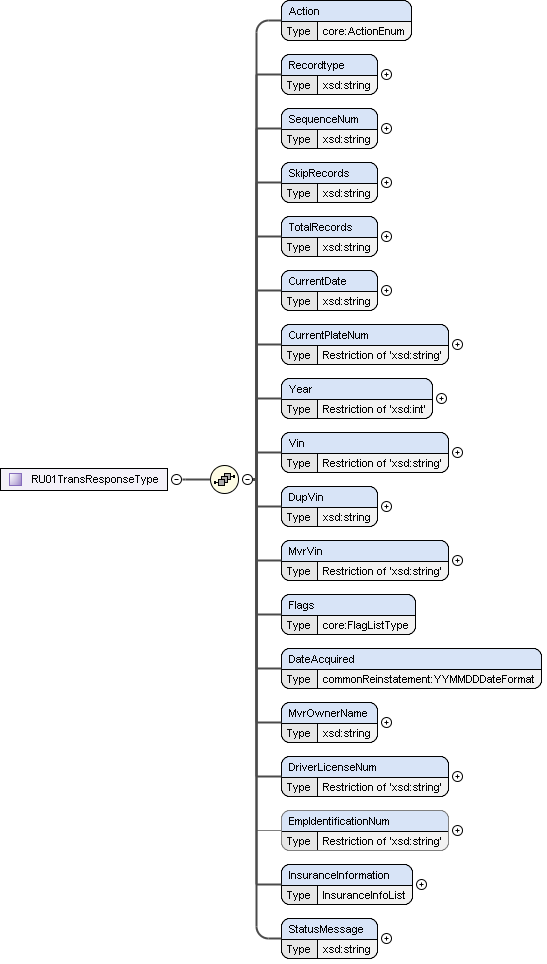 Action
Type core:ActionEnum
Recordtype
Type xsd:string
SequenceNum
Type xsd:string
SkipRecords
Type xsd:string
TotalRecords
Type xsd:string
CurrentDate
Type xsd:string
CurrentPlateNum
Type Restriction of 'xsd:string'
Year
Type Restriction of 'xsd:int'
Vin
Type Restriction of 'xsd:string'
RU01TransResponseType
DupVin
Type xsd:string
MvrVin
Type Restriction of 'xsd:string'
Flags
Type core:FlagListType
DateAcquired
Type commonReinstatement:YYMMDDDateFormat
MvrOwnerName
Type xsd:string
DriverLicenseNum
Type Restriction of 'xsd:string'
EmpIdentificationNum
Type Restriction of 'xsd:string'
InsuranceInformation
Type InsuranceInfoList
StatusMessage
Type xsd:string